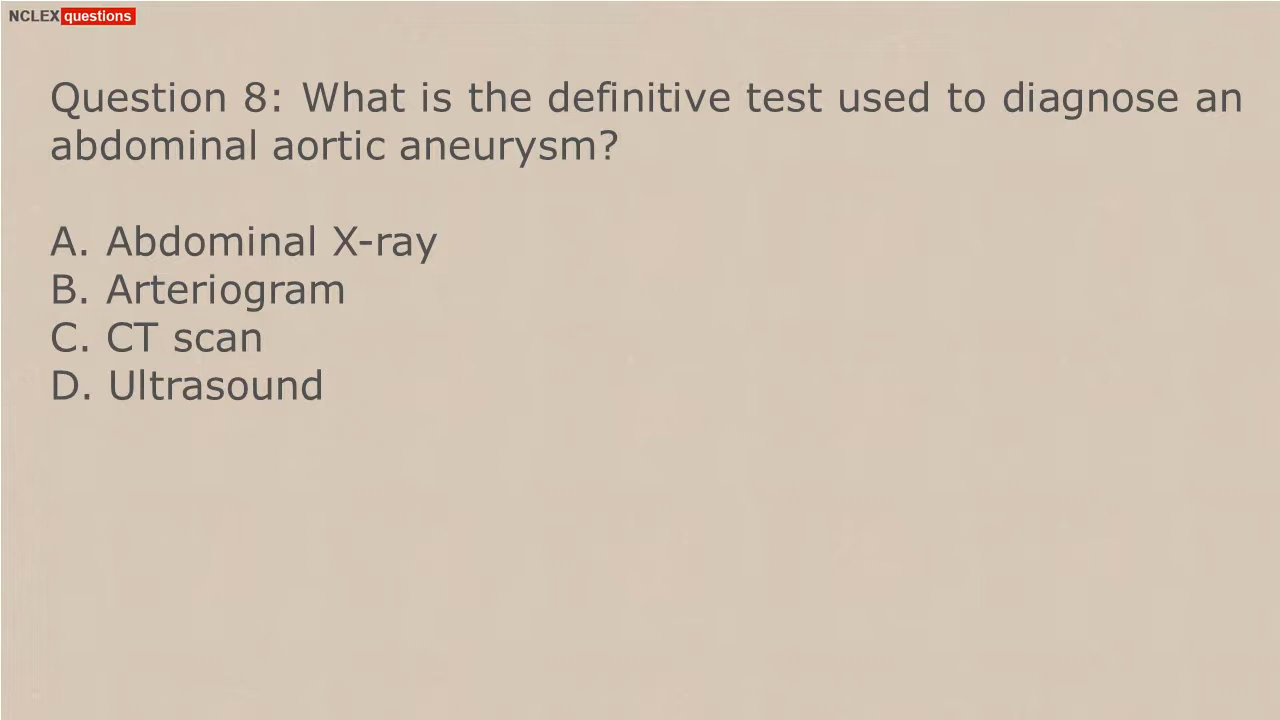 NCLEX questions
Question 8: What is the definitive test used to diagnose an
abdominal aortic aneurysm?
A. Abdominal X-ray
B. Arteriogram
C. CT scan
D. Ultrasound